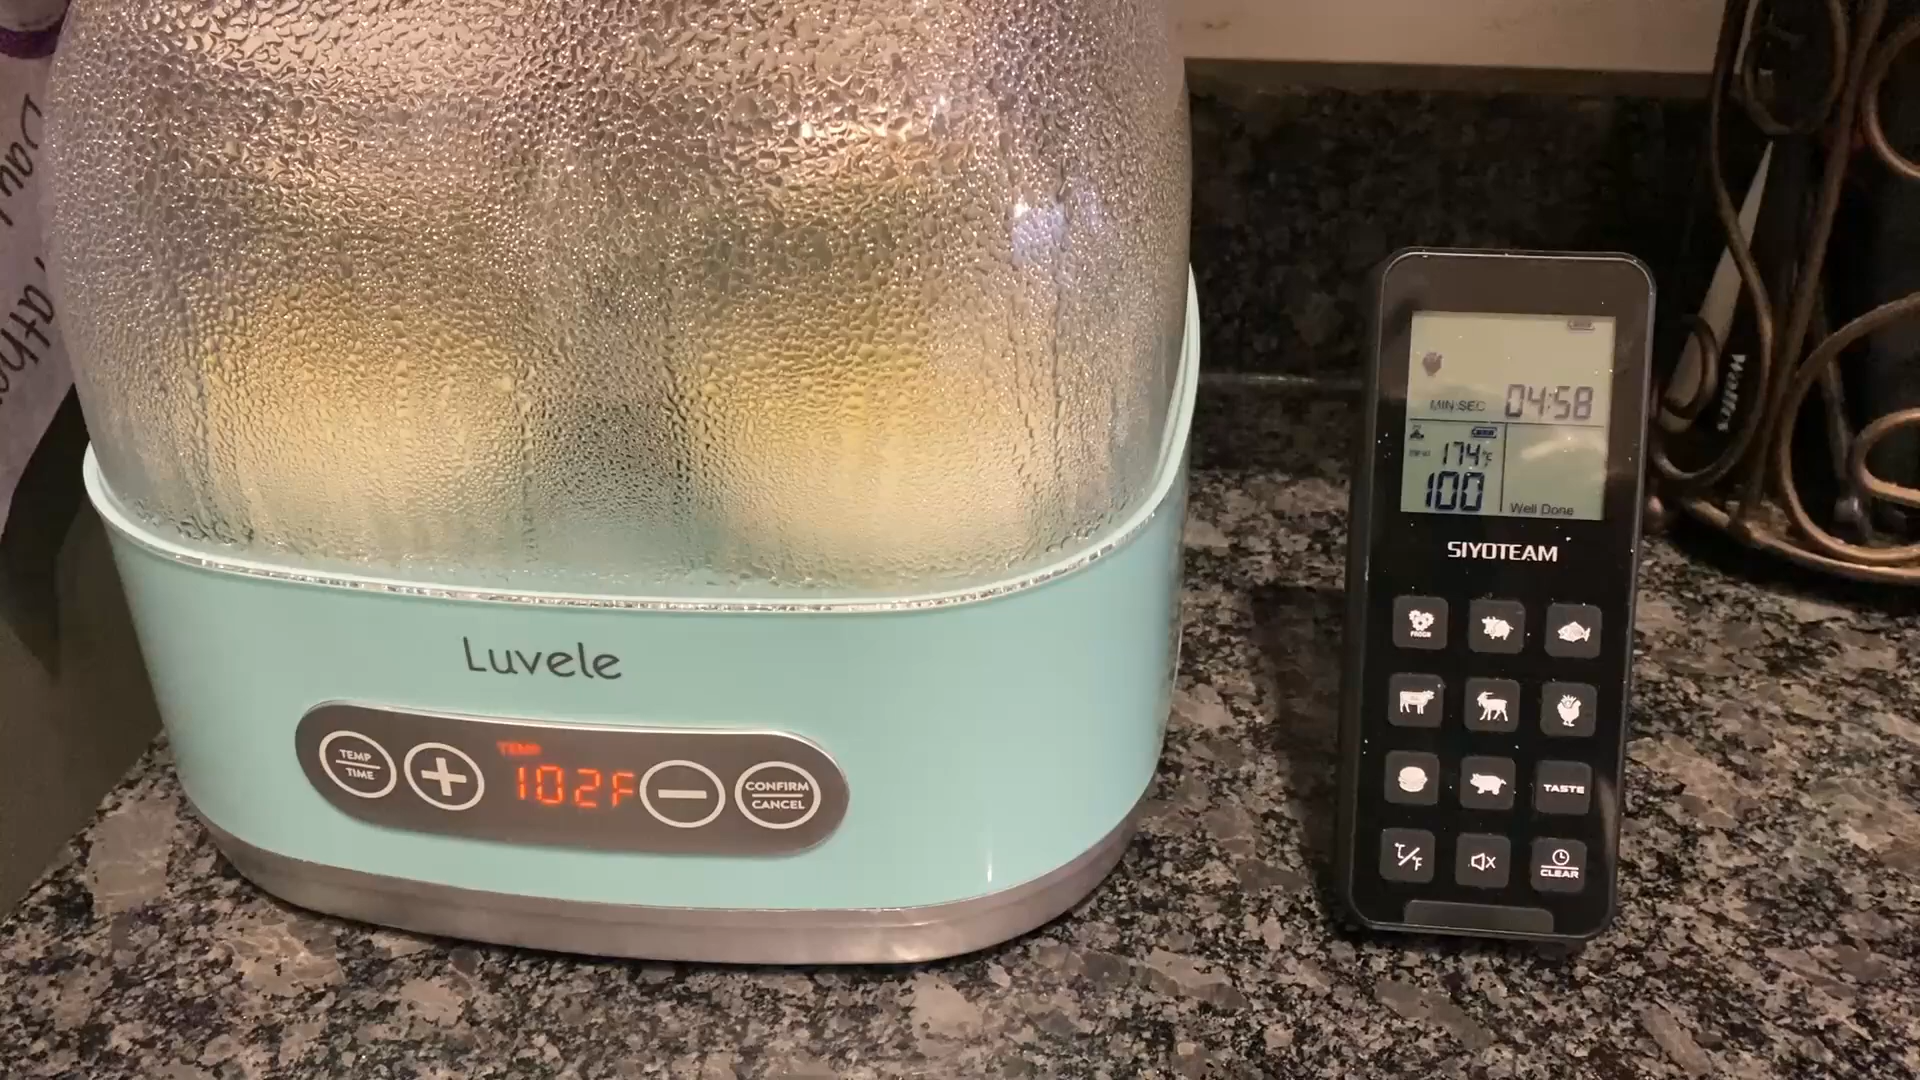 Luvele
TEMP
TIME
TEMP
102F
CONFIRM
CANCEL
MIN SEC 04:58
174°F
100
Well Done
SIYOTEAM
TASTE
°C/°F
CLEAR